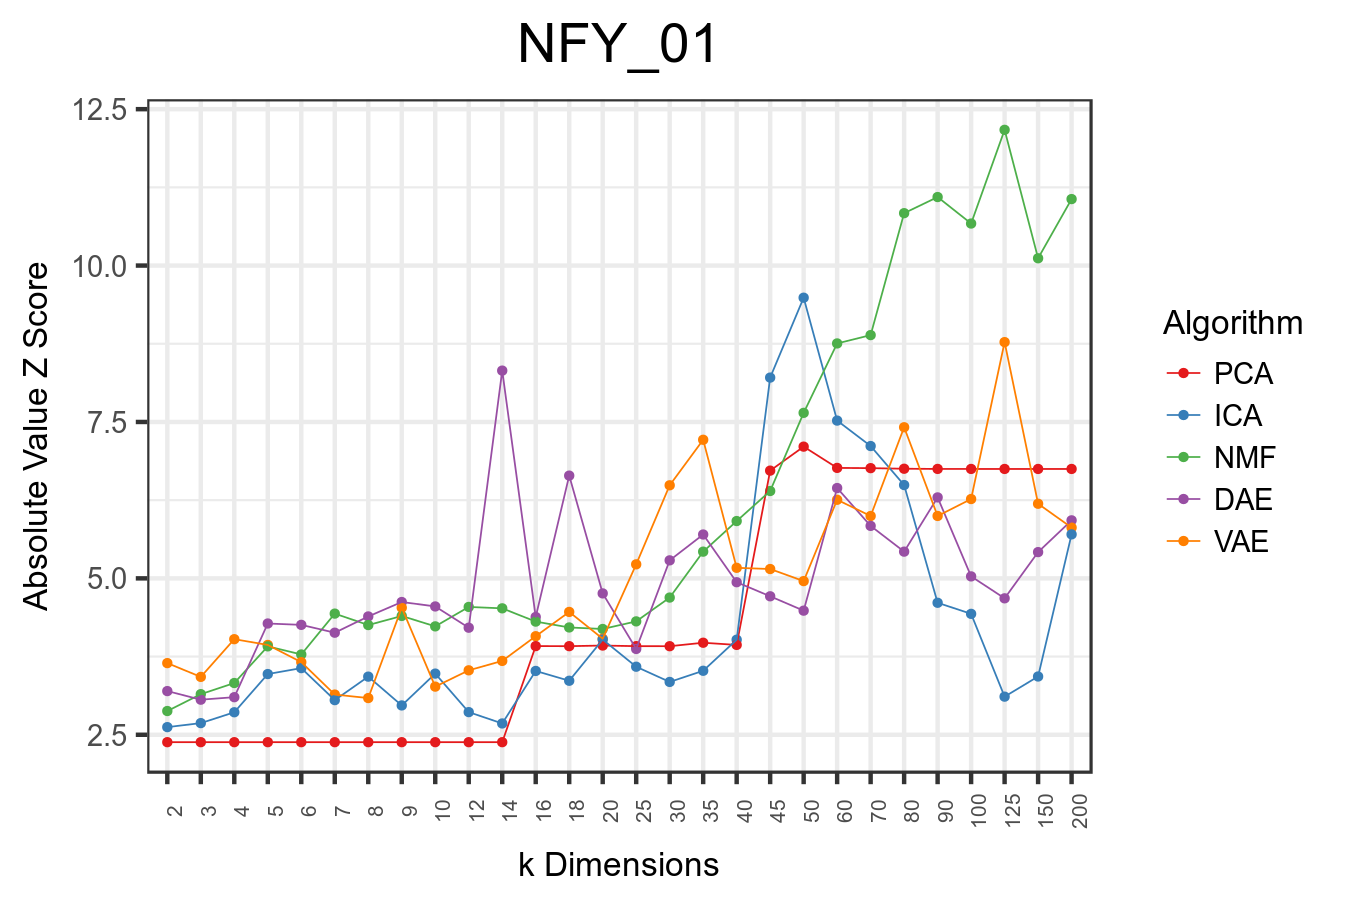 NFY_01
Absolute Value Z Score
12.5
10.0
7.5
5.0
2.5
2 3 4 5 6 7 8 9 10 12 14 16 18 20 25 30 35 40 45 50 60 70 80 90 100 125 150 200
k Dimensions
Algorithm
PCA
ICA
NMF
DAE
VAE